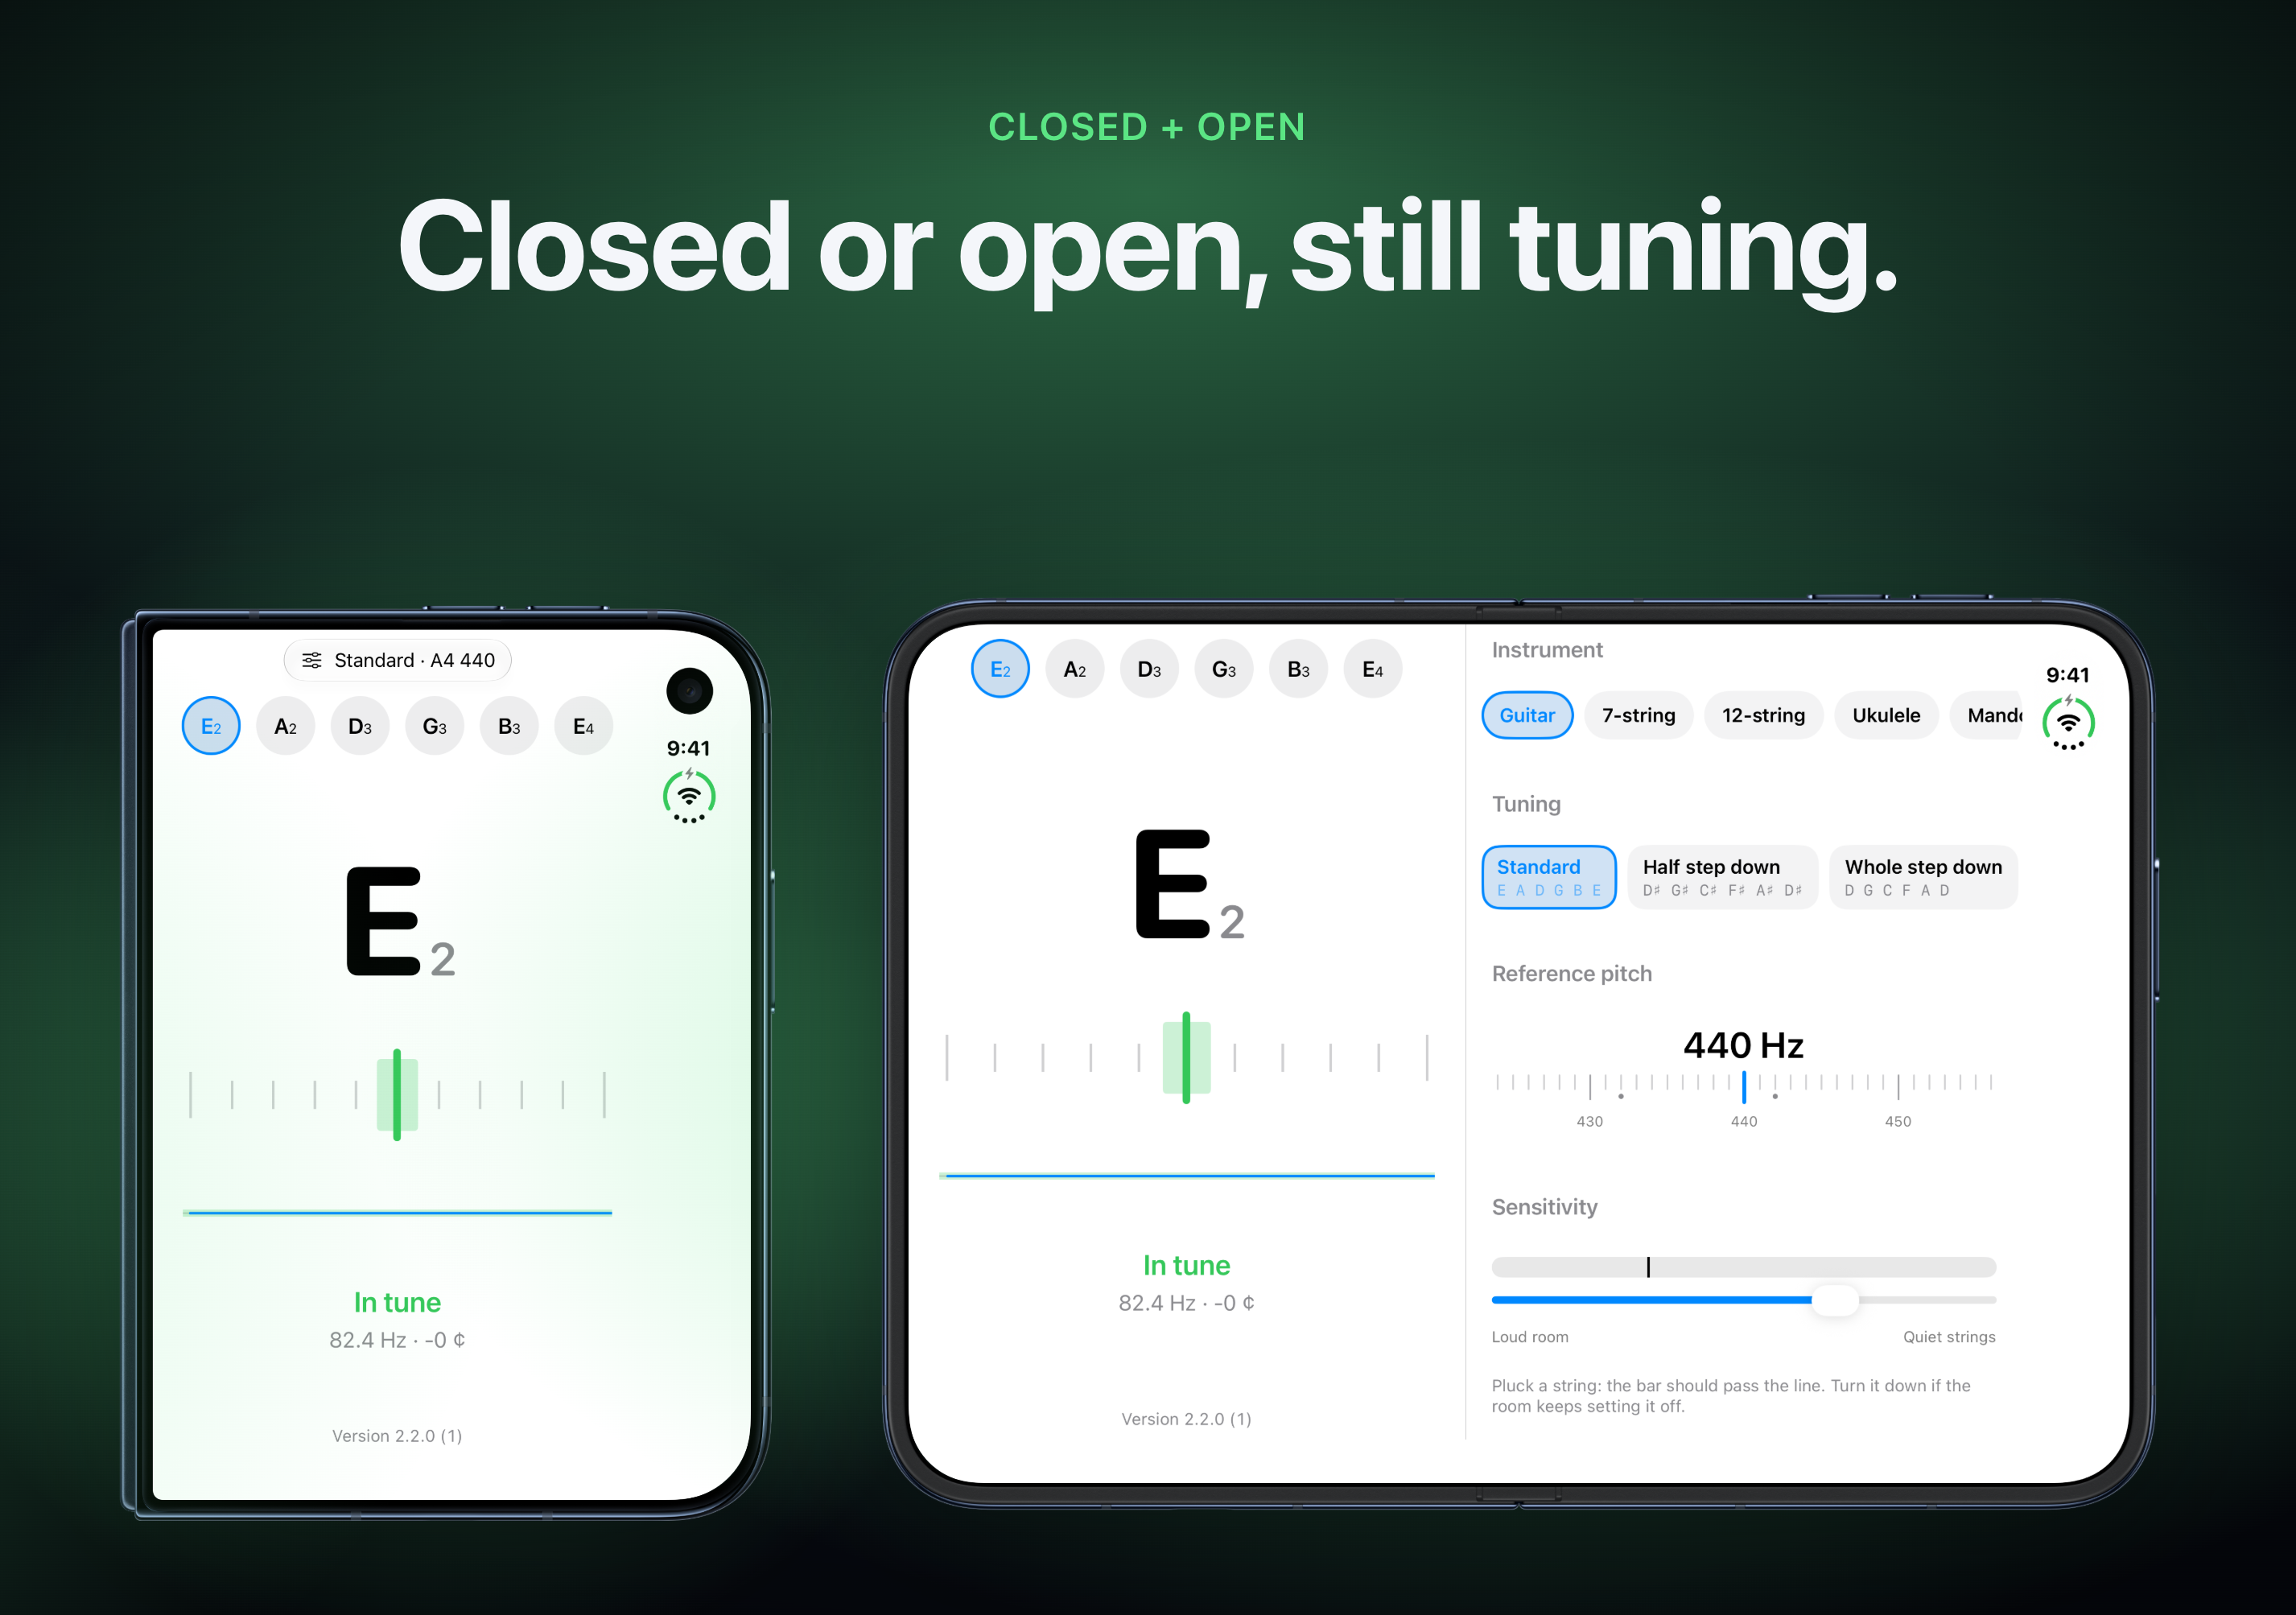 CLOSED + OPEN
Closed or open, still tuning.
Standard · A4 440
E2 A2 D3 G3 B3 E4
9:41
E2
In tune
82.4 Hz · -0 ¢
Version 2.2.0 (1)
E2 A2 D3 G3 B3 E4
E2
In tune
82.4 Hz · -0 ¢
Version 2.2.0 (1)
Instrument
9:41
Guitar 7-string 12-string Ukulele Mando
Tuning
Standard Half step down Whole step down
E A D G B E D♯ G♯ C♯ F♯ A♯ D♯ D G C F A D
Reference pitch
440 Hz
430 440 450
Sensitivity
Loud room Quiet strings
Pluck a string: the bar should pass the line. Turn it down if the
room keeps setting it off.